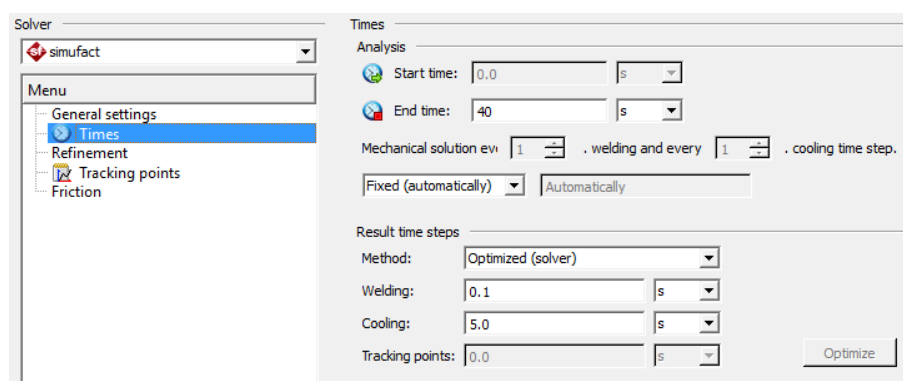 Solver
simufact
Menu
General settings
Times
Refinement
Tracking points
Friction
Times
Analysis
Start time: 0.0 s
End time: 40 s
Mechanical solution ev 1 . welding and every 1 . cooling time step.
Fixed (automatically) Automatically
Result time steps
Method: Optimized (solver)
Welding: 0.1 s
Cooling: 5.0 s
Tracking points: 0.0 s Optimize